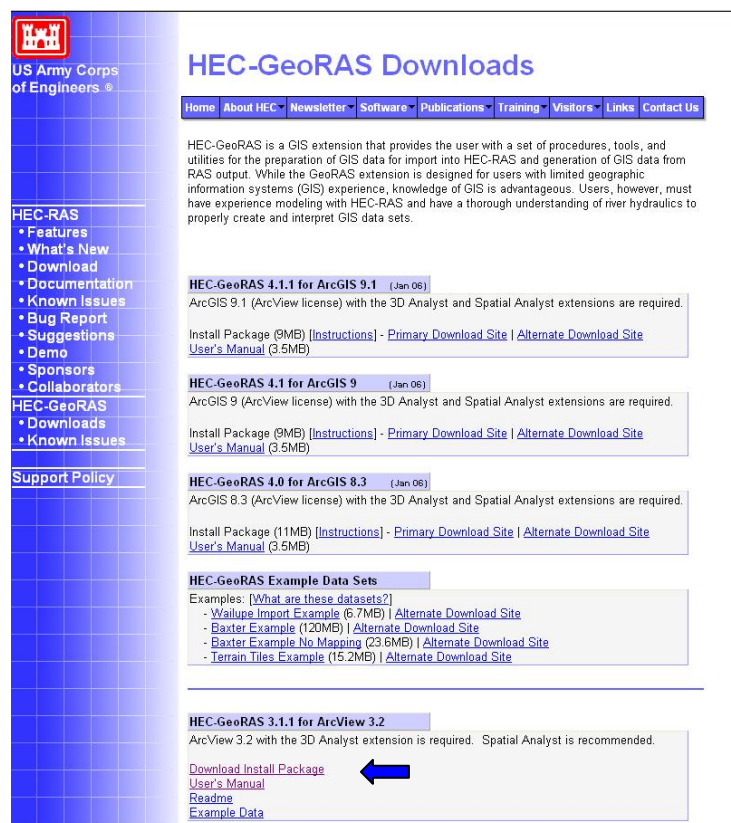 US Army Corps
of Engineers ®
HEC-RAS
• Features
• What's New
• Download
• Documentation
• Known Issues
• Bug Report
• Suggestions
• Demo
• Sponsors
• Collaborators
HEC-GeoRAS
• Downloads
• Known Issues
Support Policy
HEC-GeoRAS Downloads
Home About HEC Newsletter Software Publications Training Visitors Links Contact Us
HEC-GeoRAS is a GIS extension that provides the user with a set of procedures, tools, and
utilities for the preparation of GIS data for import into HEC-RAS and generation of GIS data from
RAS output. While the GeoRAS extension is designed for users with limited geographic
information systems (GIS) experience, knowledge of GIS is advantageous. Users, however, must
have experience modeling with HEC-RAS and have a thorough understanding of river hydraulics to
properly create and interpret GIS data sets.
HEC-GeoRAS 4.1.1 for ArcGIS 9.1 (Jan 06)
ArcGIS 9.1 (ArcView license) with the 3D Analyst and Spatial Analyst extensions are required.
Install Package (9MB) [Instructions] - Primary Download Site | Alternate Download Site
User's Manual (3.5MB)
HEC-GeoRAS 4.1 for ArcGIS 9 (Jan 06)
ArcGIS 9 (ArcView license) with the 3D Analyst and Spatial Analyst extensions are required.
Install Package (9MB) [Instructions] - Primary Download Site | Alternate Download Site
User's Manual (3.5MB)
HEC-GeoRAS 4.0 for ArcGIS 8.3 (Jan 06)
ArcGIS 8.3 (ArcView license) with the 3D Analyst and Spatial Analyst extensions are required.
Install Package (11MB) [Instructions] - Primary Download Site | Alternate Download Site
User's Manual (3.5MB)
HEC-GeoRAS Example Data Sets
Examples: [What are these datasets?]
- Wailupe Import Example (6.7MB) | Alternate Download Site
- Baxter Example (120MB) | Alternate Download Site
- Baxter Example No Mapping (23.6MB) | Alternate Download Site
- Terrain Tiles Example (15.2MB) | Alternate Download Site
HEC-GeoRAS 3.1.1 for ArcView 3.2
ArcView 3.2 with the 3D Analyst extension is required. Spatial Analyst is recommended.
Download Install Package
User's Manual
Readme
Example Data